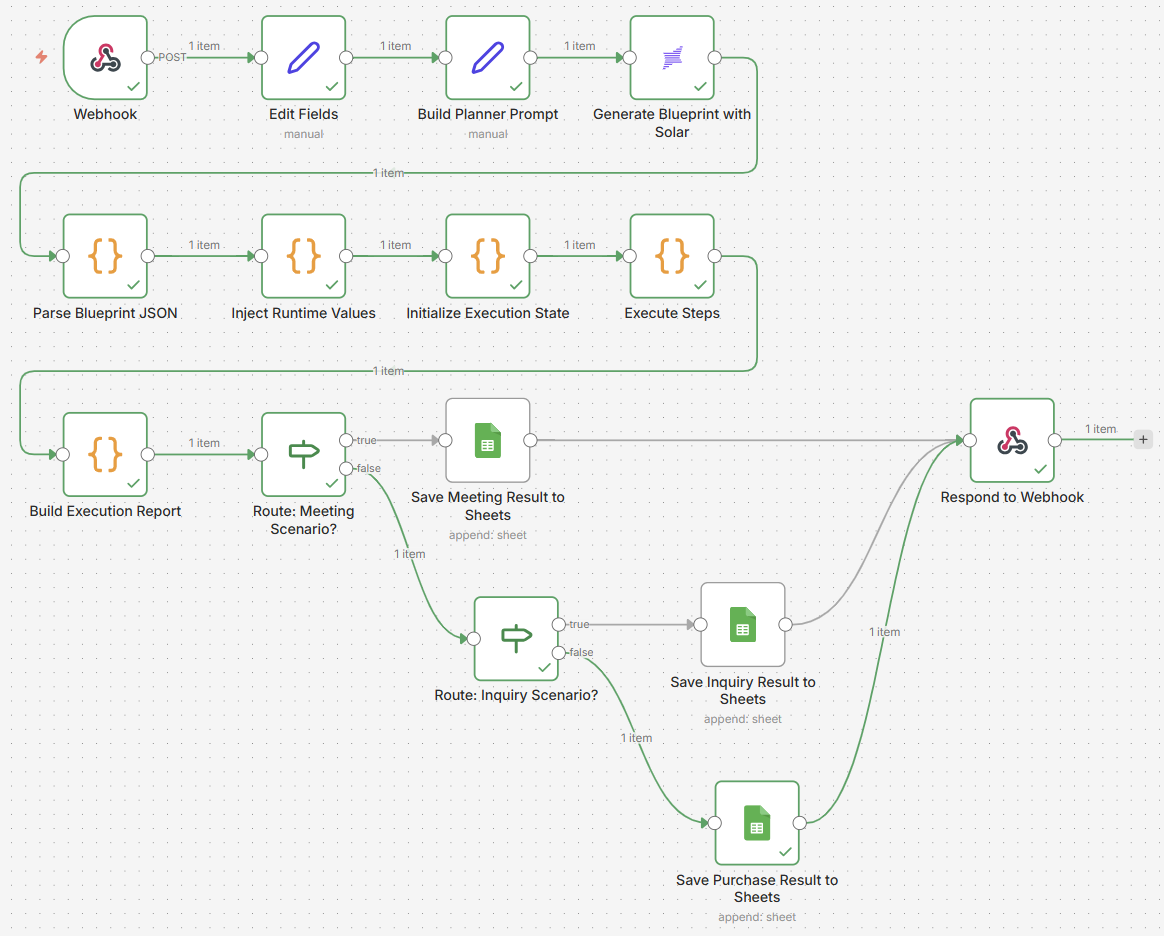 POST
1 item
1 item
1 item
Webhook
Edit Fields
manual
Build Planner Prompt
manual
Generate Blueprint with
Solar
1 item
1 item
1 item
1 item
Parse Blueprint JSON
Inject Runtime Values
Initialize Execution State
Execute Steps
1 item
1 item
true
false
1 item
Build Execution Report
Route: Meeting
Scenario?
Save Meeting Result to
Sheets
append: sheet
Respond to Webhook
1 item
true
false
Route: Inquiry Scenario?
Save Inquiry Result to
Sheets
append: sheet
1 item
1 item
Save Purchase Result to
Sheets
append: sheet